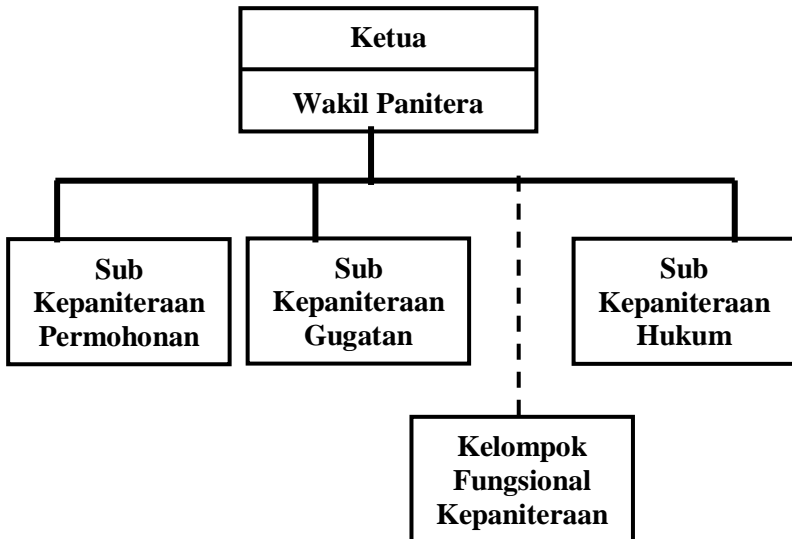 Ketua
Wakil Panitera
Sub
Kepaniteraan
Permohonan
Sub
Kepaniteraan
Gugatan
Sub
Kepaniteraan
Hukum
Kelompok
Fungsional
Kepaniteraan